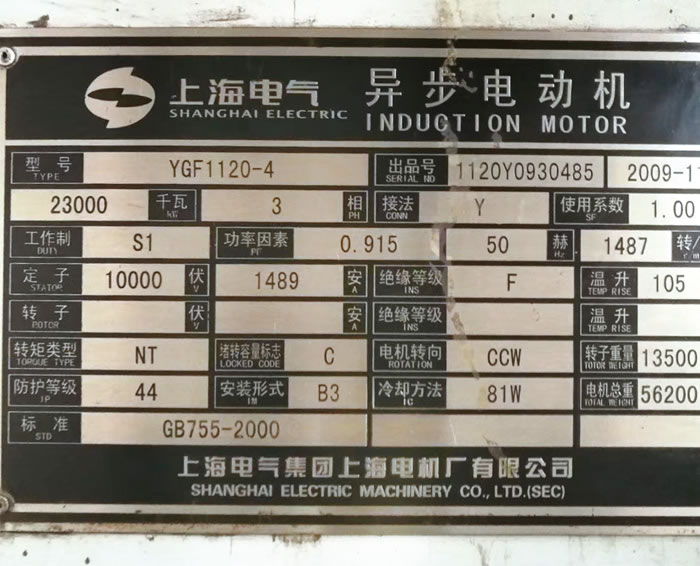 上海电气 异步电动机
SHANGHAI ELECTRIC INDUCTION MOTOR
型号 TYPE YGF1120-4 出品号 SERIAL NO 1120Y0930485 2009-11
23000 千瓦 kW 3 相 PH 接法 CONN Y 使用系数 SF 1.00
工作制 DUTY S1 功率因素 PF 0.915 50 赫 Hz 1487 转/
定子 STATOR 10000 伏 V 1489 安 A 绝缘等级 INS F 温升 TEMP RISE 105
转子 ROTOR 伏 V 安 A 绝缘等级 INS 温升 TEMP RISE
转矩类型 TORQUE TYPE NT 堵转容量标志 LOCKED CODE C 电机转向 ROTATION CCW 转子重量 TOTOR WEIGHT 13500
防护等级 IP 44 安装形式 IM B3 冷却方法 IC 81W 电机总重 TOTAL WEIGHT 56200
标准 STD GB755-2000
上海电气集团上海电机厂有限公司
SHANGHAI ELECTRIC MACHINERY CO., LTD.(SEC)